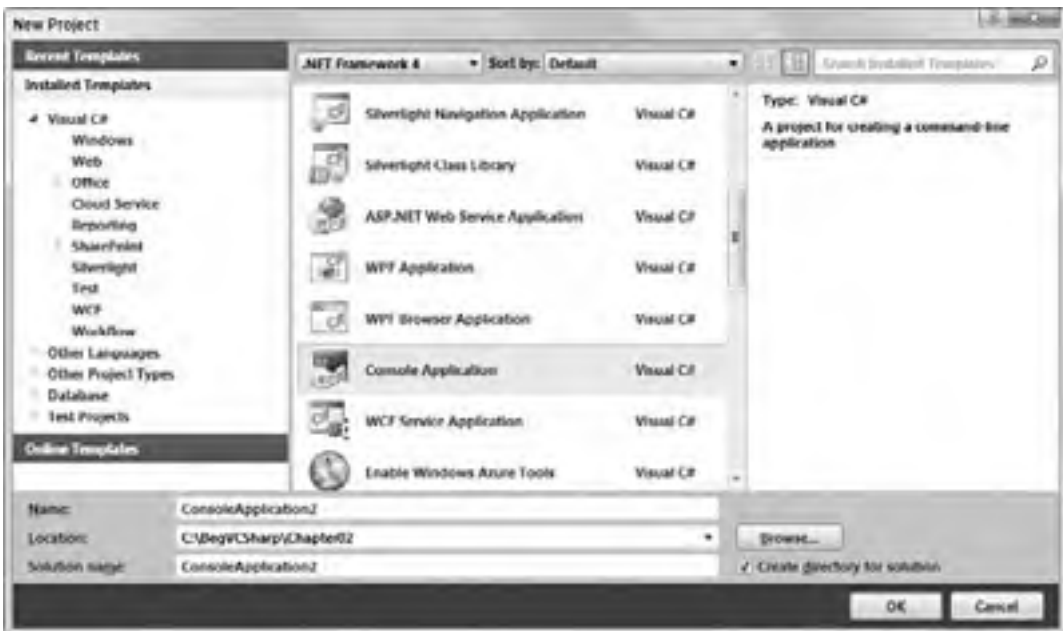 New Project
Recent Templates
Installed Templates
Visual C#
Windows
Web
Office
Cloud Service
Reporting
SharePoint
Silverlight
Test
WCF
Workflow
Other Languages
Other Project Types
Database
Test Projects
Online Templates
.NET Framework 4
Sort by: Default
Search Installed Templates
Silverlight Navigation Application Visual C#
Silverlight Class Library Visual C#
ASP.NET Web Service Application Visual C#
WPF Application Visual C#
WPF Browser Application Visual C#
Console Application Visual C#
WCF Service Application Visual C#
Enable Windows Azure Tools Visual C#
Type: Visual C#
A project for creating a command-line
application
Name: ConsoleApplication2
Location: C:\BegVCSharp\Chapter02
Browse...
Solution name: ConsoleApplication2
Create directory for solution
OK Cancel